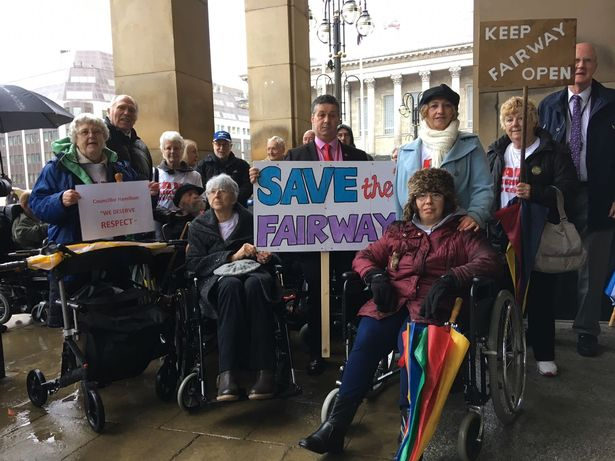 KEEP
FAIRWAY
OPEN
SAVE the
FAIRWAY
Councillor Hamilton
"WE DESERVE
RESPECT"